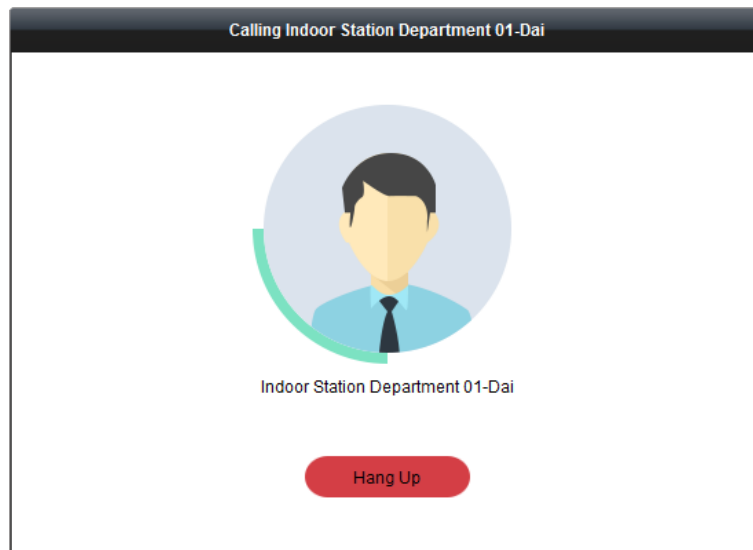 Calling Indoor Station Department 01-Dai
Indoor Station Department 01-Dai
Hang Up